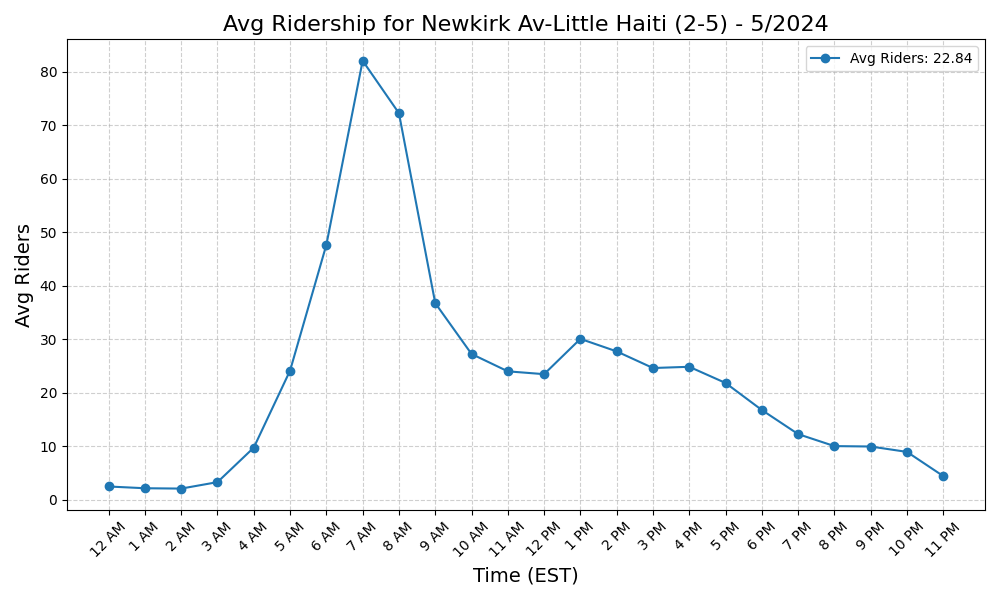 Avg Ridership for Newkirk Av-Little Haiti (2-5) - 5/2024
Avg Riders: 22.84
Avg Riders
80
70
60
50
40
30
20
10
0
12 AM
1 AM
2 AM
3 AM
4 AM
5 AM
6 AM
7 AM
8 AM
9 AM
10 AM
11 AM
12 PM
1 PM
2 PM
3 PM
4 PM
5 PM
6 PM
7 PM
8 PM
9 PM
10 PM
11 PM
Time (EST)